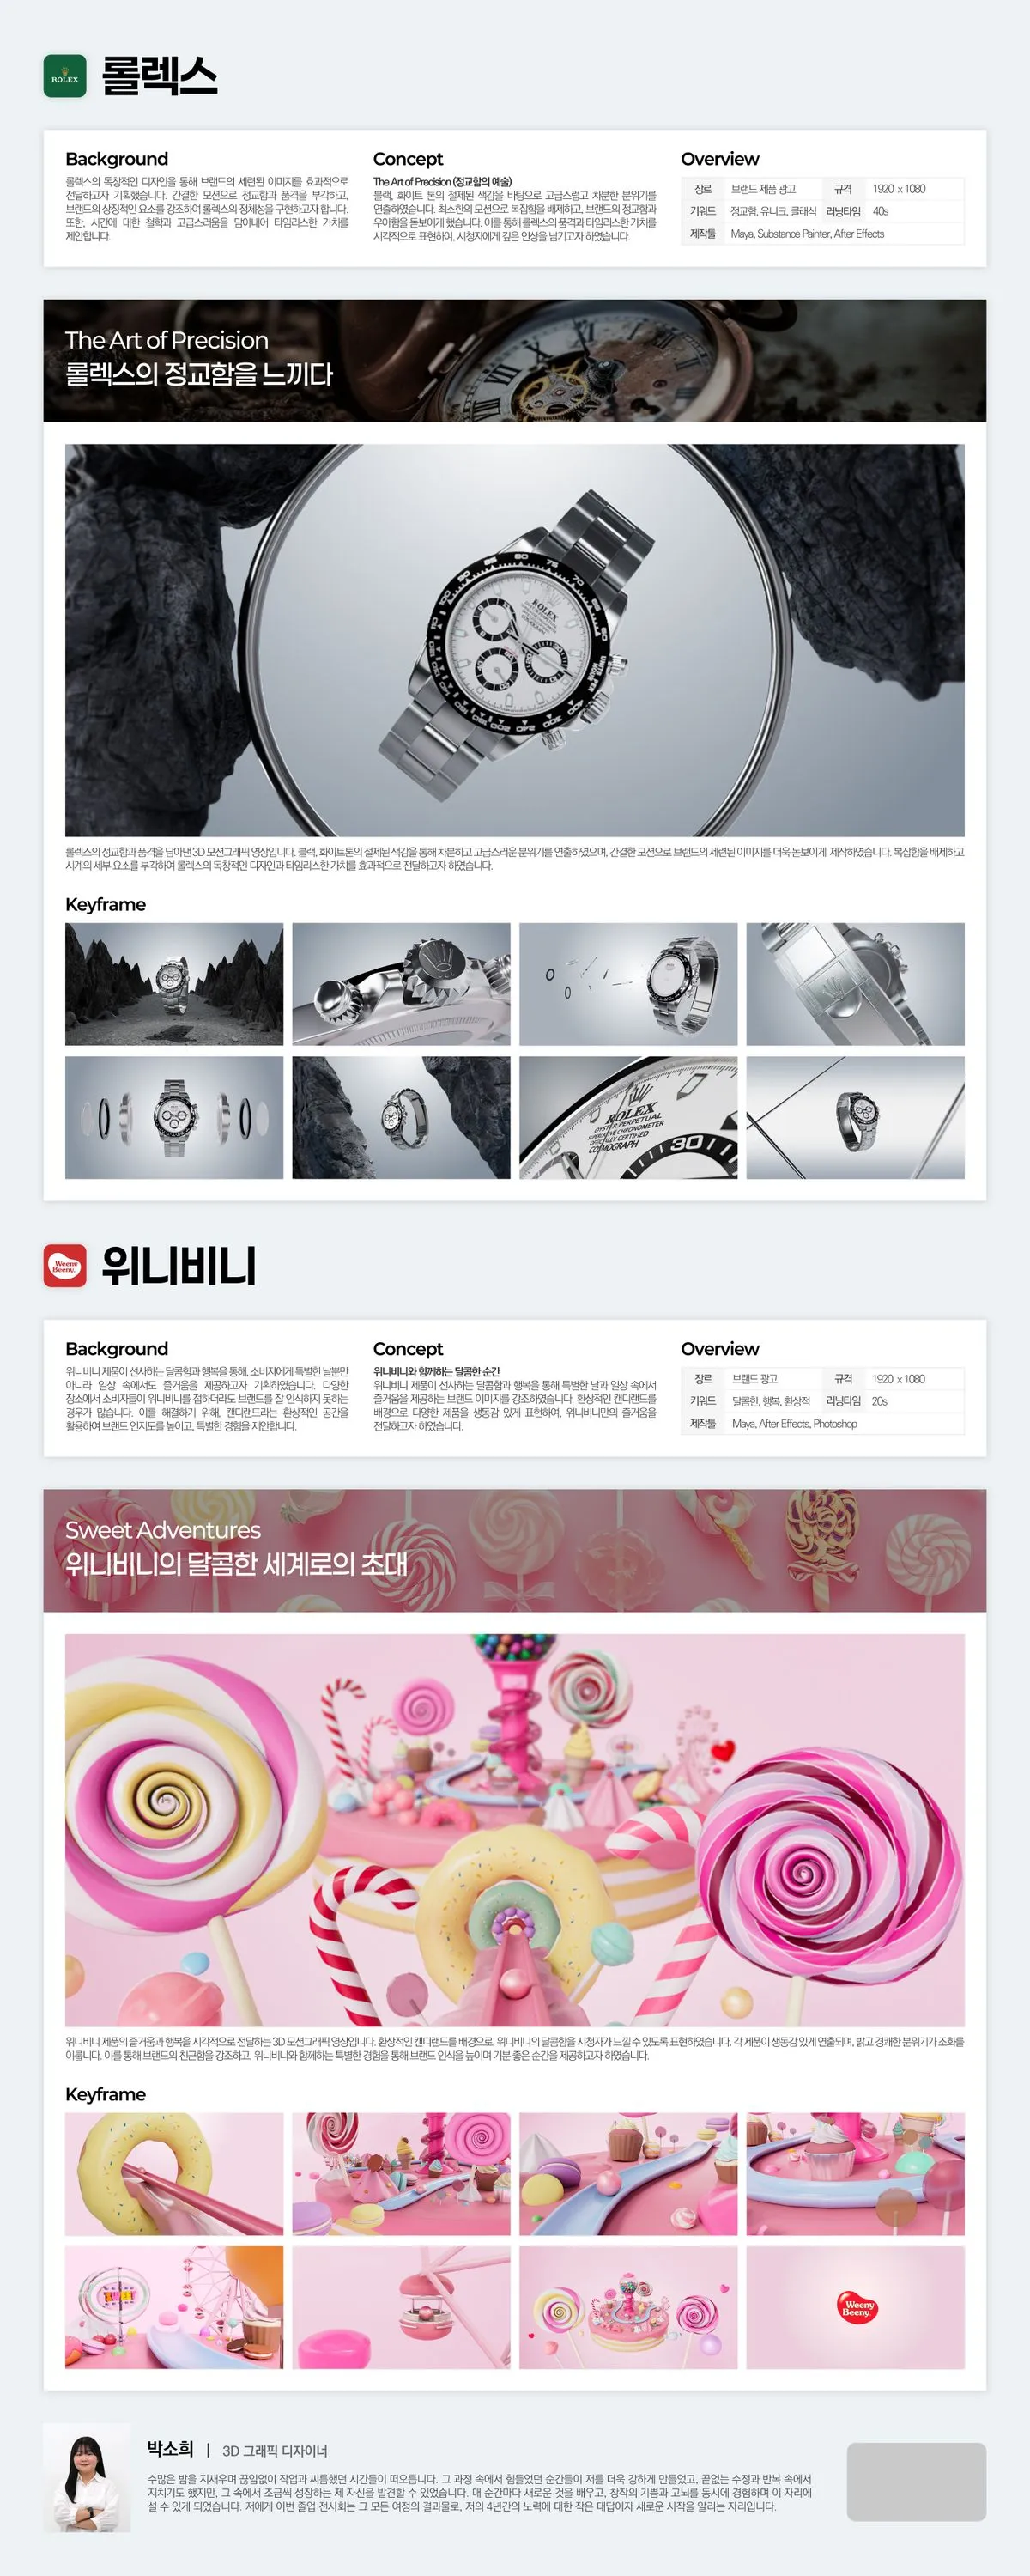 ROLEX
롤렉스
Background
롤렉스의 독창적인 디자인을 통해 브랜드의 세련된 이미지를 효과적으로
전달하고자 기획했습니다. 간결한 모션으로 정교함과 품격을 부각하고,
브랜드의 상징적인 요소를 강조하여 롤렉스의 정체성을 구현하고자 합니다.
또한, 시간에 대한 철학과 고급스러움을 담아내어 타임리스한 가치를
제안합니다.
Concept
The Art of Precision (정교함의 예술)
블랙, 화이트 톤의 절제된 색감을 바탕으로 고급스럽고 차분한 분위기를
연출하였습니다. 최소한의 모션으로 복잡함을 배제하고, 브랜드의 정교함과
우아함을 돋보이게 했습니다. 이를 통해 롤렉스의 품격과 타임리스한 가치를
시각적으로 표현하여, 시청자에게 깊은 인상을 남기고자 하였습니다.
Overview
장르 브랜드 제품 광고 규격 1920 x 1080
키워드 정교함, 유니크, 클래식 러닝타임 40s
제작툴 Maya, Substance Painter, After Effects
The Art of Precision
롤렉스의 정교함을 느끼다
ROLEX
롤렉스의 정교함과 품격을 담아낸 3D 모션그래픽 영상입니다. 블랙, 화이트톤의 절제된 색감을 통해 차분하고 고급스러운 분위기를 연출하였으며, 간결한 모션으로 브랜드의 세련된 이미지를 더욱 돋보이게 제작하였습니다. 복잡함을 배제하고
시계의 세부 요소를 부각하여 롤렉스의 독창적인 디자인과 타임리스한 가치를 효과적으로 전달하고자 하였습니다.
Keyframe
ROLEX
OYSTER PERPETUAL
SUPERLATIVE CHRONOMETER
OFFICIALLY CERTIFIED
COSMOGRAPH
30
Weeny
Beeny.
위니비니
Background
위니비니 제품이 선사하는 달콤함과 행복을 통해, 소비자에게 특별한 날뿐만
아니라 일상 속에서도 즐거움을 제공하고자 기획하였습니다. 다양한
장소에서 소비자들이 위니비니를 접하더라도 브랜드를 잘 인식하지 못하는
경우가 많습니다. 이를 해결하기 위해, 캔디랜드라는 환상적인 공간을
활용하여 브랜드 인지도를 높이고, 특별한 경험을 제안합니다.
Concept
위니비니와 함께하는 달콤한 순간
위니비니 제품이 선사하는 달콤함과 행복을 통해 특별한 날과 일상 속에서
즐거움을 제공하는 브랜드 이미지를 강조하였습니다. 환상적인 캔디랜드를
배경으로 다양한 제품을 생동감 있게 표현하여, 위니비니만의 즐거움을
전달하고자 하였습니다.
Overview
장르 브랜드 광고 규격 1920 x 1080
키워드 달콤한, 행복, 환상적 러닝타임 20s
제작툴 Maya, After Effects, Photoshop
Sweet Adventures
위니비니의 달콤한 세계로의 초대
위니비니 제품의 즐거움과 행복을 시각적으로 전달하는 3D 모션그래픽 영상입니다. 환상적인 캔디랜드를 배경으로, 위니비니의 달콤함을 시청자가 느낄 수 있도록 표현하였습니다. 각 제품이 생동감 있게 연출되며, 밝고 경쾌한 분위기가 조화를
이룹니다. 이를 통해 브랜드의 친근함을 강조하고, 위니비니와 함께하는 특별한 경험을 통해 브랜드 인식을 높이며 기분 좋은 순간을 제공하고자 하였습니다.
Keyframe
SWEET
Weeny
Beeny.
박소희 | 3D 그래픽 디자이너
수많은 밤을 지새우며 끊임없이 작업과 씨름했던 시간들이 떠오릅니다. 그 과정 속에서 힘들었던 순간들이 저를 더욱 강하게 만들었고, 끝없는 수정과 반복 속에서
지치기도 했지만, 그 속에서 조금씩 성장하는 제 자신을 발견할 수 있었습니다. 매 순간마다 새로운 것을 배우고, 창작의 기쁨과 고뇌를 동시에 경험하며 이 자리에
설 수 있게 되었습니다. 저에게 이번 졸업 전시회는 그 모든 여정의 결과물로, 저의 4년간의 노력에 대한 작은 대답이자 새로운 시작을 알리는 자리입니다.